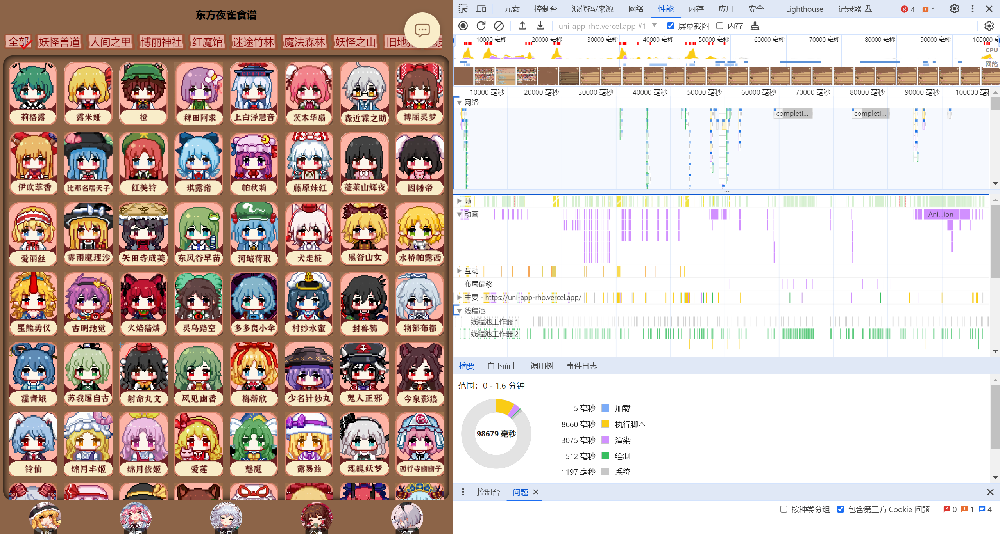 东方夜雀食谱
全部 妖怪兽道 人间之里 博丽神社 红魔馆 迷途竹林 魔法森林 妖怪之山
莉格露 露米娅 橙 稗田阿求 上白泽慧音 茨木华扇 森近霖之助 博丽灵梦
伊吹萃香 比那名居天子 红美铃 琪露诺 帕秋莉 藤原妹红 蓬莱山辉夜 因幡帝
爱丽丝 雾雨魔理沙 矢田寺成美 东风谷早苗 河城荷取 犬走椛 黑谷山女 水桥帕露西
星熊勇仪 古明地觉 火焰猫燐 灵乌路空 多多良小伞 村纱水蜜 封兽鵺 物部布都
霍青娥 苏我屠自古 射命丸文 风见幽香 梅蒂欣 少名针妙丸 鬼人正邪 今泉影狼
铃仙 绵月丰姬 绵月依姬 爱莲 魅魔 露易兹 魂魄妖梦 西行寺幽幽子
元素 控制台 源代码/来源 网络 性能 内存 应用 安全 Lighthouse 记录器 4 1
uni-app-rho.vercel.app #1 屏幕截图 内存
10000 毫秒 20000 毫秒 30000 毫秒 40000 毫秒 50000 毫秒 60000 毫秒 70000 毫秒 80000 毫秒 90000 毫秒 100000
CPU
网络
10000 毫秒 20000 毫秒 30000 毫秒 40000 毫秒 50000 毫秒 60000 毫秒 70000 毫秒 80000 毫秒 90000 毫秒 100000
网络
completi... completi...
帧
动画 Ani...ion
互动
布局偏移
主要 - https://uni-app-rho.vercel.app/
线程池
线程池工作器 1
线程池工作器 2
摘要 自下而上 调用树 事件日志
范围：0 - 1.6 分钟
98679 毫秒
5 毫秒 加载
8660 毫秒 执行脚本
3075 毫秒 渲染
512 毫秒 绘制
1197 毫秒 系统
控制台 问题
按种类分组 包含第三方 Cookie 问题 0 1 4